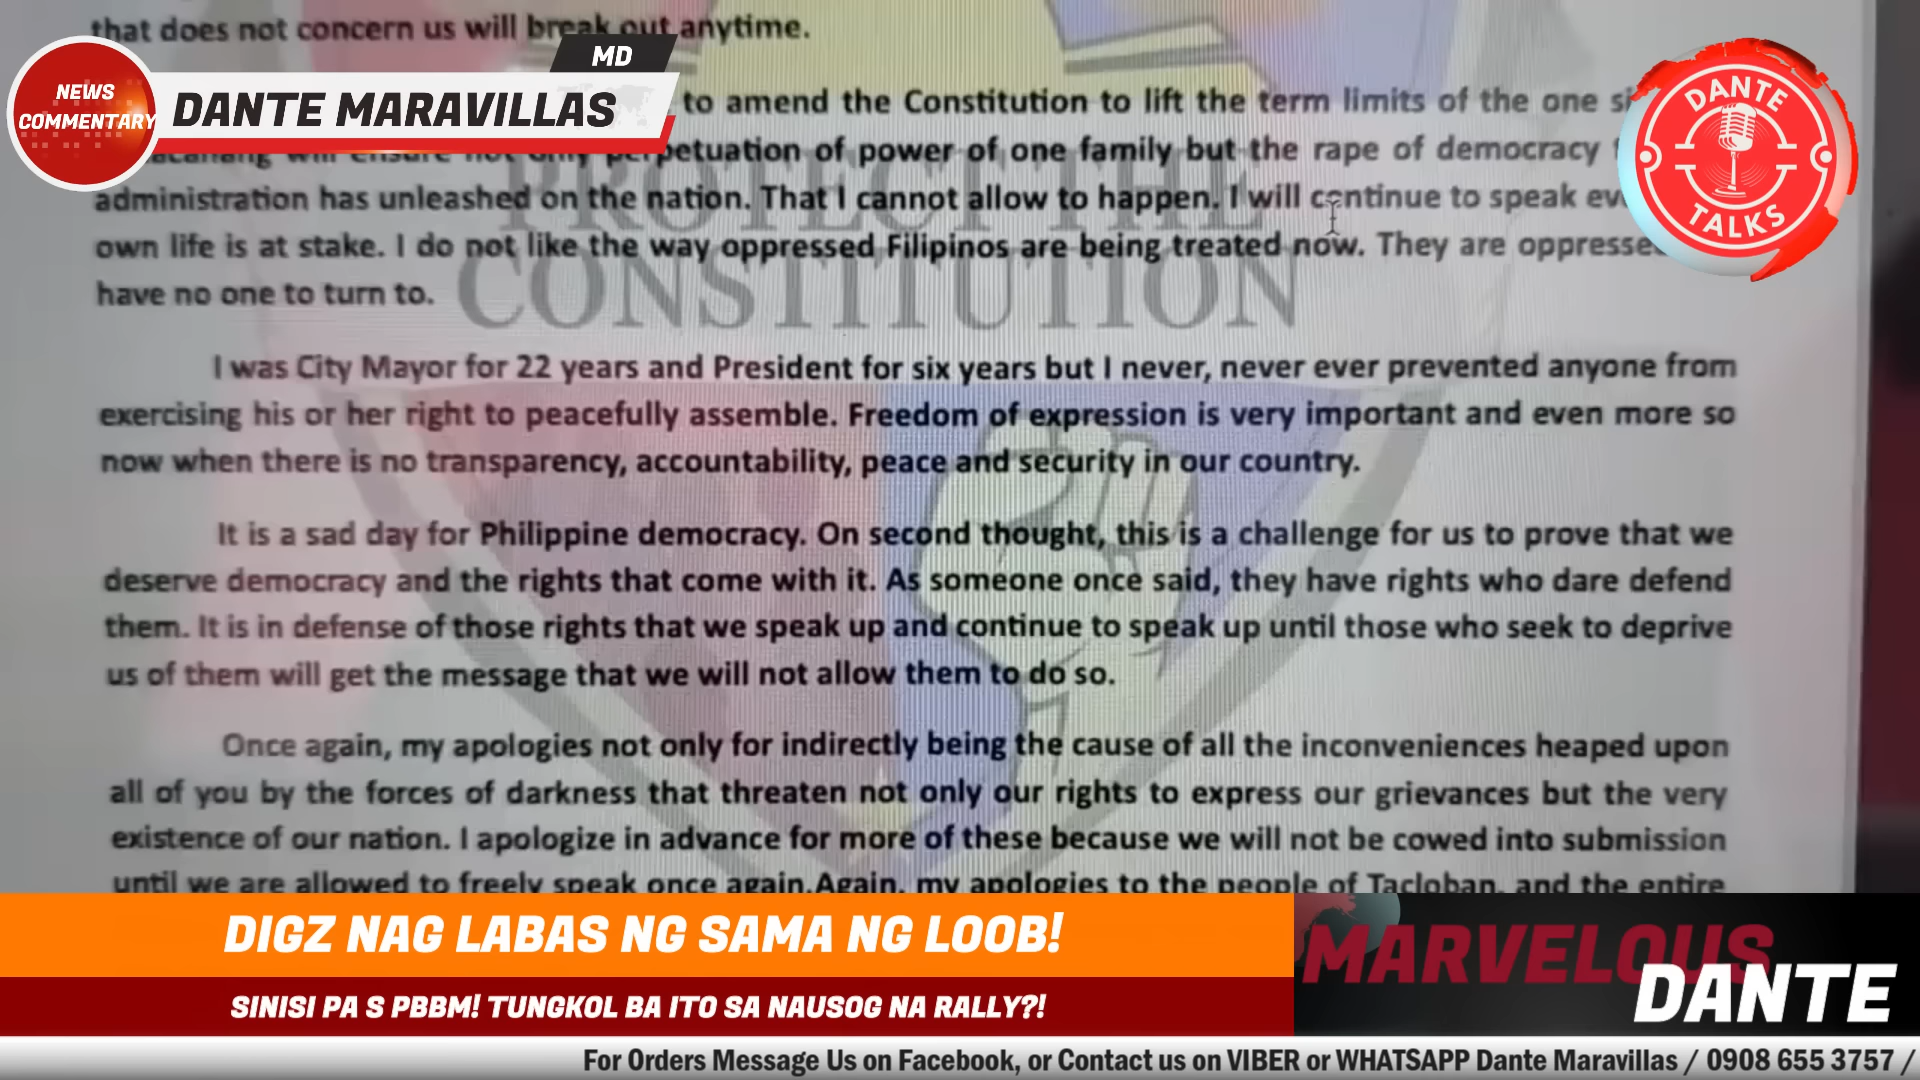 that does not concern us will break out anytime.
MD
NEWS
COMMENTARY
DANTE MARAVILLAS
DANTE
TALKS
to amend the Constitution to lift the term limits of the one
will ensure not only perpetuation of power of one family but the rape of democracy
administration has unleashed on the nation. That I cannot allow to happen. I will continue to speak
own life is at stake. I do not like the way oppressed Filipinos are being treated now. They are
have no one to turn to.
PROTECT THE
CONSTITUTION
I was City Mayor for 22 years and President for six years but I never, never ever prevented anyone from
exercising his or her right to peacefully assemble. Freedom of expression is very important and even more so
now when there is no transparency, accountability, peace and security in our country.
It is a sad day for Philippine democracy. On second thought, this is a challenge for us to prove that we
deserve democracy and the rights that come with it. As someone once said, they have rights who dare defend
them. It is in defense of those rights that we speak up and continue to speak up until those who seek to deprive
us of them will get the message that we will not allow them to do so.
Once again, my apologies not only for indirectly being the cause of all the inconveniences heaped upon
all of you by the forces of darkness that threaten not only our rights to express our grievances but the very
existence of our nation. I apologize in advance for more of these because we will not be cowed into submission
until we are allowed to freely speak once again.Again, my apologies to the people of Tacloban, and the entire
DIGZ NAG LABAS NG SAMA NG LOOB!
SINISI PA S PBBM! TUNGKOL BA ITO SA NAUSOG NA RALLY?!
MARVELOUS
DANTE
For Orders Message Us on Facebook, or Contact us on VIBER or WHATSAPP Dante Maravillas / 0908 655 3757 /